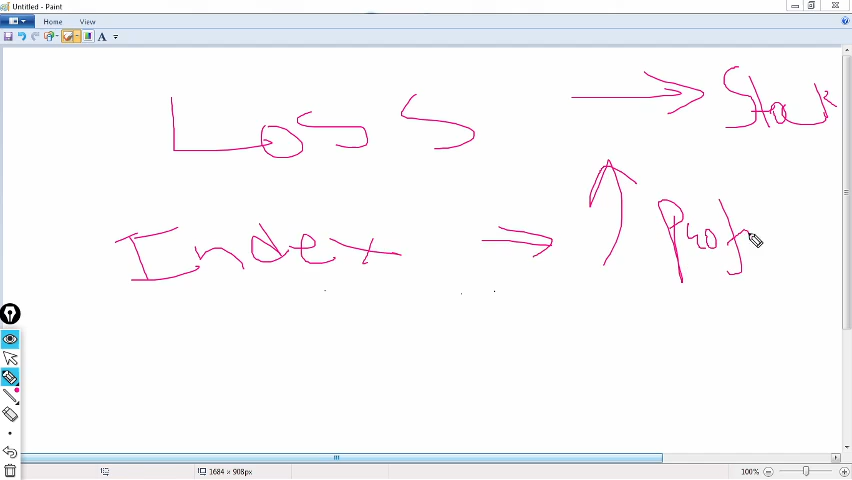 Untitled - Paint
Home View
A
Loss → Stock
Index → ↑ Prof
1684 × 908px
100%